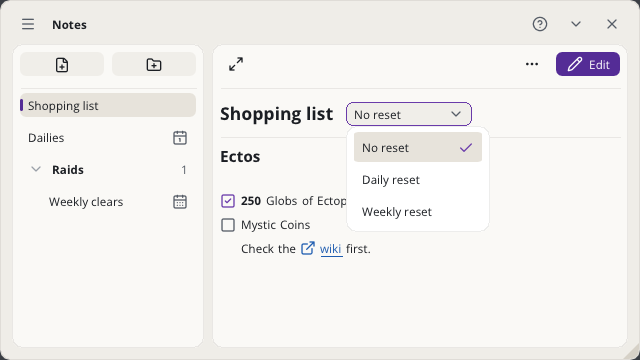 Notes
Edit
Shopping list
Dailies
Raids 1
Weekly clears
Shopping list No reset
No reset
Daily reset
Weekly reset
Ectos
250 Globs of Ectop
Mystic Coins
Check the wiki first.